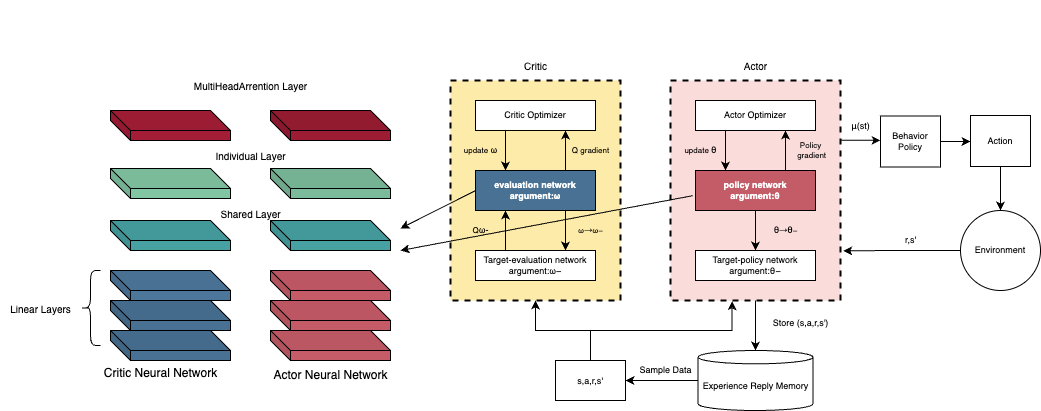 Critic
Actor
MultiHeadArrention Layer
Individual Layer
Shared Layer
Linear Layers
Critic Neural Network
Actor Neural Network
Critic Optimizer
update ω
Q gradient
evaluation network
argument:ω
Qω-
ω→ω−
Target-evaluation network
argument:ω−
Actor Optimizer
update θ
Policy
gradient
policy network
argument:θ
θ→θ−
Target-policy network
argument:θ−
μ(st)
Behavior
Policy
Action
Environment
r,s'
Store (s,a,r,s')
Experience Reply Memory
Sample Data
s,a,r,s'